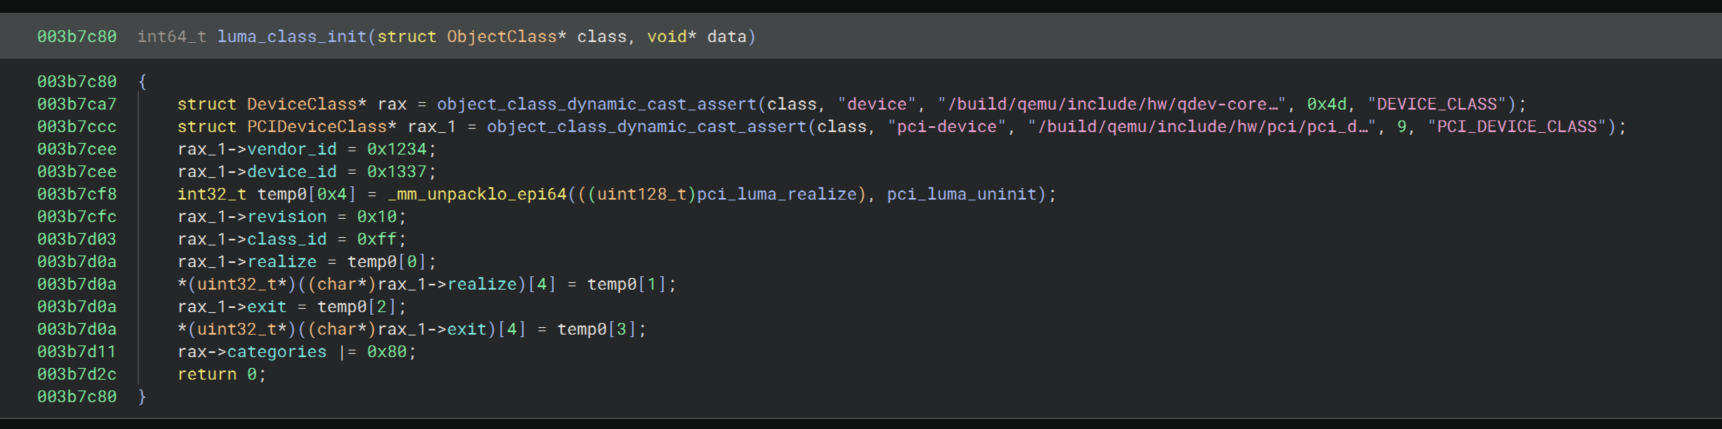 003b7c80 int64_t luma_class_init(struct ObjectClass* class, void* data)
003b7c80 {
003b7ca7 struct DeviceClass* rax = object_class_dynamic_cast_assert(class, "device", "/build/qemu/include/hw/qdev-core…", 0x4d, "DEVICE_CLASS");
003b7ccc struct PCIDeviceClass* rax_1 = object_class_dynamic_cast_assert(class, "pci-device", "/build/qemu/include/hw/pci/pci_d…", 9, "PCI_DEVICE_CLASS");
003b7cee rax_1->vendor_id = 0x1234;
003b7cee rax_1->device_id = 0x1337;
003b7cf8 int32_t temp0[0x4] = _mm_unpacklo_epi64(((uint128_t)pci_luma_realize), pci_luma_uninit);
003b7cfc rax_1->revision = 0x10;
003b7d03 rax_1->class_id = 0xff;
003b7d0a rax_1->realize = temp0[0];
003b7d0a *(uint32_t*)((char*)rax_1->realize)[4] = temp0[1];
003b7d0a rax_1->exit = temp0[2];
003b7d0a *(uint32_t*)((char*)rax_1->exit)[4] = temp0[3];
003b7d11 rax->categories |= 0x80;
003b7d2c return 0;
003b7c80 }